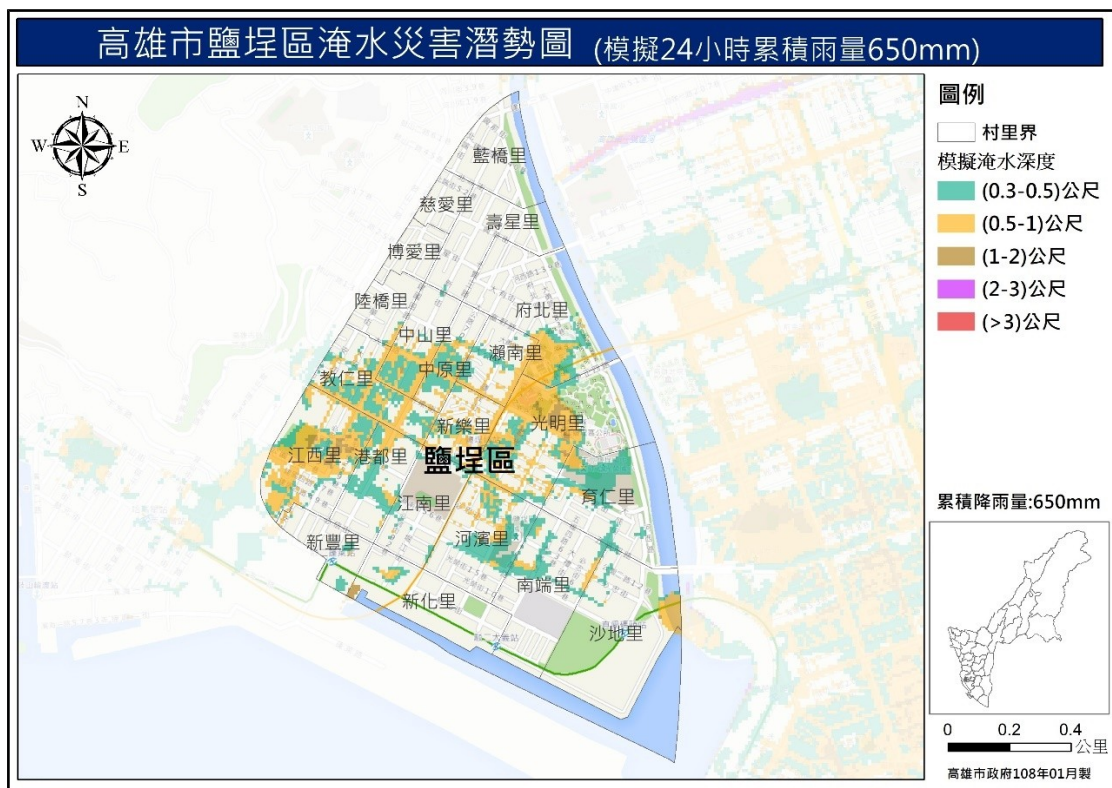 高雄市鹽埕區淹水災害潛勢圖 (模擬24小時累積雨量650mm)
N
W
E
S
圖例
村里界
模擬淹水深度
(0.3-0.5)公尺
(0.5-1)公尺
(1-2)公尺
(2-3)公尺
(>3)公尺
藍橋里
慈愛里
壽星里
博愛里
陸橋里
府北里
中山里
瀨南里
中原里
教仁里
新樂里
光明里
江西里
港都里
鹽埕區
江南里
育仁里
新豐里
河濱里
南端里
新化里
沙地里
累積降雨量:650mm
0
0.2
0.4
公里
高雄市政府108年01月製